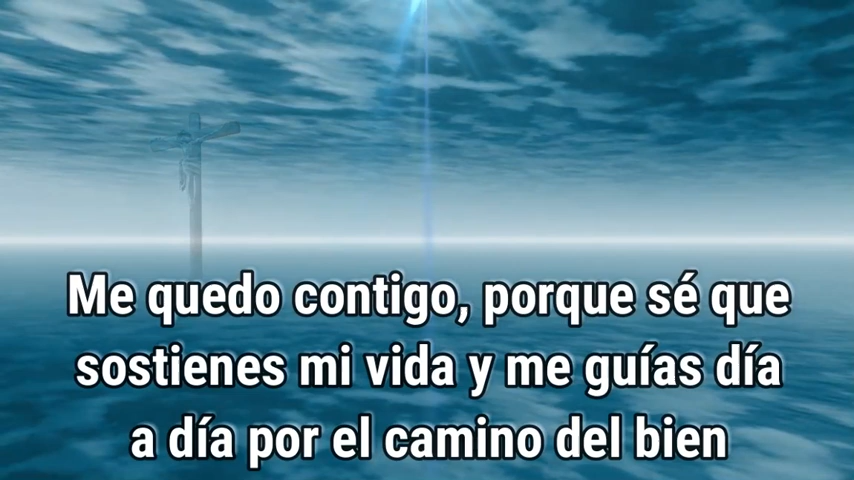 Me quedo contigo, porque sé que
sostienes mi vida y me guías día
a día por el camino del bien